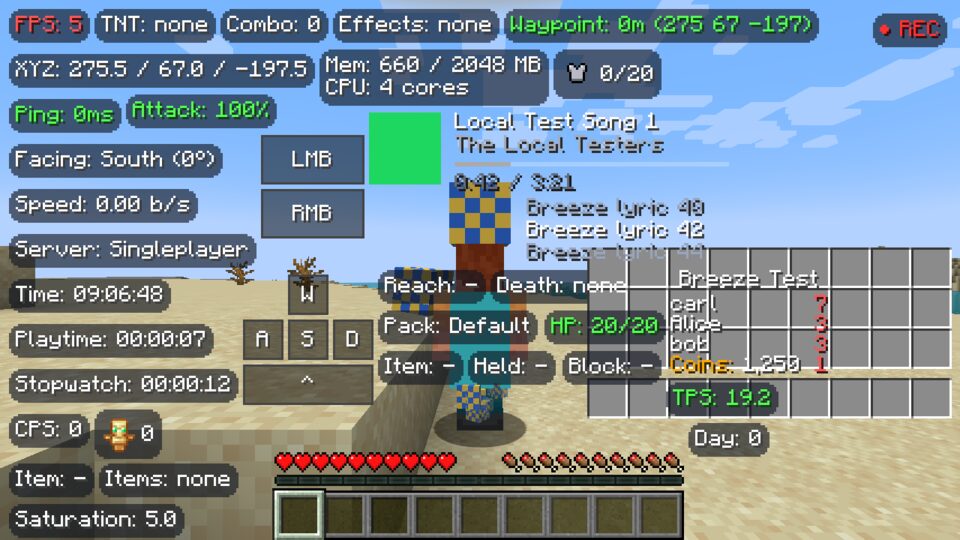 FPS: 5
TNT: none
Combo: 0
Effects: none
Waypoint: 0m (275 67 -197)
REC
XYZ: 275.5 / 67.0 / -197.5
Mem: 660 / 2048 MB
CPU: 4 cores
0/20
Ping: 0ms
Attack: 100%
Local Test Song 1
The Local Testers
0:42 / 3:21
Facing: South (0°)
LMB
Speed: 0.00 b/s
RMB
Breeze lyric 40
Breeze lyric 42
Breeze lyric 44
Server: Singleplayer
Breeze Test
Time: 09:06:48
W
Reach: -
Death: none
carl 7
Alice 3
bob 3
Coins: 1,250 1
Playtime: 00:00:07
A
S
D
Pack: Default
HP: 20/20
Item: -
Held: -
Block: -
Stopwatch: 00:00:12
^
TPS: 19.2
CPS: 0
0
Day: 0
Item: -
Items: none
Saturation: 5.0